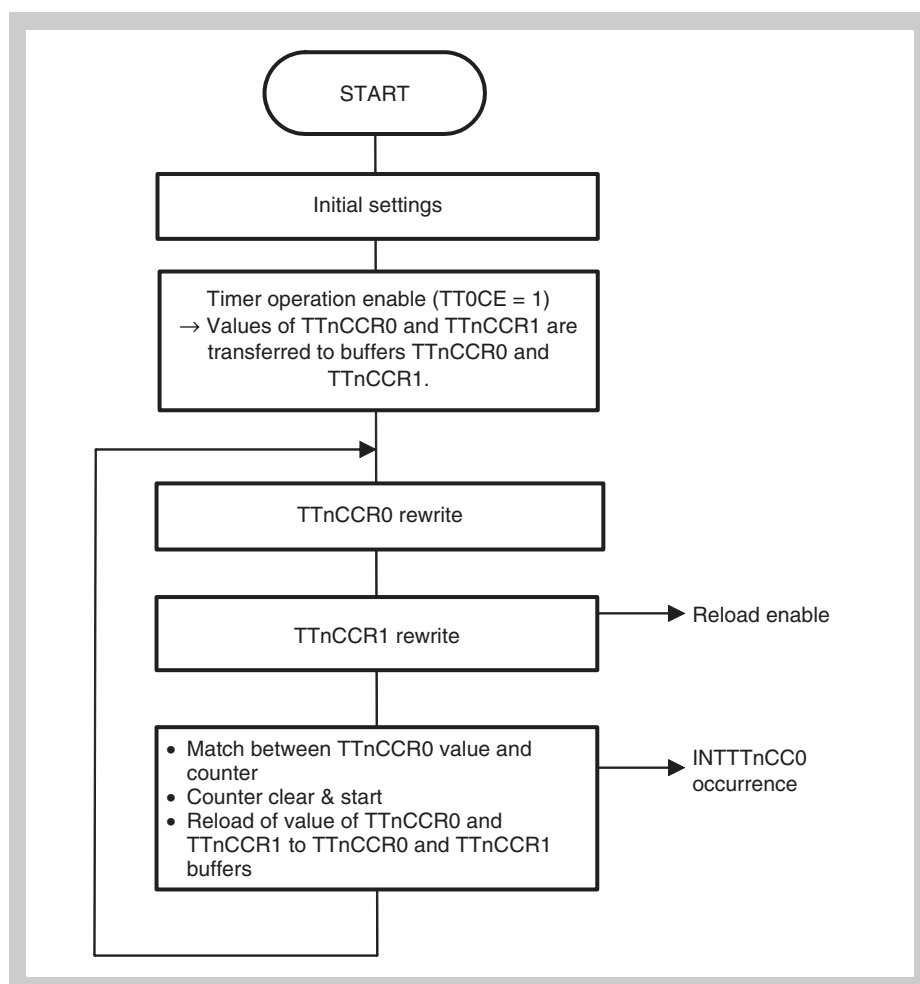 START
Initial settings
Timer operation enable (TT0CE = 1)
→ Values of TTnCCR0 and TTnCCR1 are
transferred to buffers TTnCCR0 and
TTnCCR1.
TTnCCR0 rewrite
TTnCCR1 rewrite
Reload enable
• Match between TTnCCR0 value and
counter
• Counter clear & start
• Reload of value of TTnCCR0 and
TTnCCR1 to TTnCCR0 and TTnCCR1
buffers
INTTTnCC0
occurrence